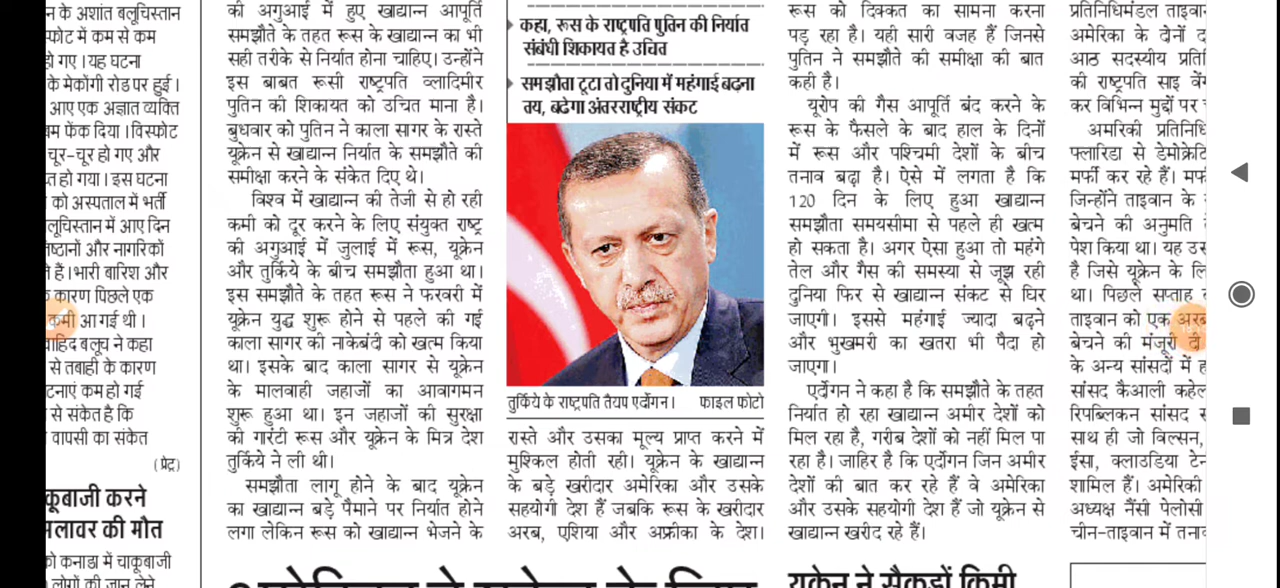 न के अशांत बलूचिस्तान
स्फोट में कम से कम
हो गए। यह घटना
के मेकोंगी रोड पर हुई।
आए एक अज्ञात व्यक्ति
बम फेंक दिया। विस्फोट
चूर-चूर हो गए और
हो गया। इस घटना
को अस्पताल में भर्ती
लूचिस्तान में आए दिन
और नागरिकों
हैं। भारी बारिश और
कारण पिछले एक
कमी आ गई थी।
बलूच ने कहा
से तबाही के कारण
कम हो गई
से संकेत है कि
वापसी का संकेत
(प्रेट्र)
कूबाजी करने
मलावर की मौत
को कनाडा में चाकूबाजी
लोगों की जान लेने
की अगुआई में हुए खाद्यान्न आपूर्ति
समझौते के तहत रूस के खाद्यान्न का भी
सही तरीके से निर्यात होना चाहिए। उन्होंने
इस बाबत रूसी राष्ट्रपति व्लादिमीर
पुतिन की शिकायत को उचित माना है।
बुधवार को पुतिन ने काला सागर के रास्ते
यूक्रेन से खाद्यान्न निर्यात के समझौते की
समीक्षा करने के संकेत दिए थे।
विश्व में खाद्यान्न की तेजी से हो रही
कमी को दूर करने के लिए संयुक्त राष्ट्र
की अगुआई में जुलाई में रूस, यूक्रेन
और तुर्किये के बीच समझौता हुआ था।
इस समझौते के तहत रूस ने फरवरी में
यूक्रेन युद्ध शुरू होने से पहले की गई
काला सागर की नाकेबंदी को खत्म किया
था। इसके बाद काला सागर से यूक्रेन
के मालवाही जहाजों का आवागमन
शुरू हुआ था। इन जहाजों की सुरक्षा
की गारंटी रूस और यूक्रेन के मित्र देश
तुर्किये ने ली थी।
समझौता लागू होने के बाद यूक्रेन
का खाद्यान्न बड़े पैमाने पर निर्यात होने
लगा लेकिन रूस को खाद्यान्न भेजने के
कहा, रूस के राष्ट्रपति पुतिन की निर्यात
संबंधी शिकायत है उचित
समझौता टूटा तो दुनिया में महंगाई बढ़ना
तय, बढेगा अंतरराष्ट्रीय संकट
तुर्किये के राष्ट्रपति तैयप एर्दोगन। फाइल फोटो
रास्ते और उसका मूल्य प्राप्त करने में
मुश्किल होती रही। यूक्रेन के खाद्यान्न
के बड़े खरीदार अमेरिका और उसके
सहयोगी देश हैं जबकि रूस के खरीदार
अरब, एशिया और अफ्रीका के देश।
रूस को दिक्कत का सामना करना
पड़ रहा है। यही सारी वजह हैं जिनसे
पुतिन ने समझौते की समीक्षा की बात
कही है।
यूरोप की गैस आपूर्ति बंद करने के
रूस के फैसले के बाद हाल के दिनों
में रूस और पश्चिमी देशों के बीच
तनाव बढ़ा है। ऐसे में लगता है कि
120 दिन के लिए हुआ खाद्यान्न
समझौता समयसीमा से पहले ही खत्म
हो सकता है। अगर ऐसा हुआ तो महंगे
तेल और गैस की समस्या से जूझ रही
दुनिया फिर से खाद्यान्न संकट से घिर
जाएगी। इससे महंगाई ज्यादा बढ़ने
और भुखमरी का खतरा भी पैदा हो
जाएगा।
एर्दोगन ने कहा है कि समझौते के तहत
निर्यात हो रहा खाद्यान्न अमीर देशों को
मिल रहा है, गरीब देशों को नहीं मिल पा
रहा है। जाहिर है कि एर्दोगन जिन अमीर
देशों की बात कर रहे हैं वे अमेरिका
और उसके सहयोगी देश हैं जो यूक्रेन से
खाद्यान्न खरीद रहे हैं।
यूक्रेन ने सैकड़ों किमी
प्रतिनिधिमंडल ताइवान
अमेरिका के दोनों द
आठ सदस्यीय प्रति
की राष्ट्रपति साइ वेंग
कर विभिन्न मुद्दों पर
अमरिकी प्रतिनिधि
फ्लारिडा से डेमोक्रेटि
मर्फी कर रहे हैं।
जिन्होंने ताइवान के
बेचने की अनुमति
पेश किया था। यह उस
है जिसे यूक्रेन के लि
था। पिछले सप्ताह
ताइवान को एक अरब
बेचने की मंजूरी दी
के अन्य सांसदों में
सांसद कैआली कहेल
रिपब्लिकन सांसद
साथ ही जो विल्सन,
ईसा, क्लाउडिया टेन
शामिल हैं। अमेरिकी
अध्यक्ष नैंसी पेलोसी
चीन-ताइवान में तनाव